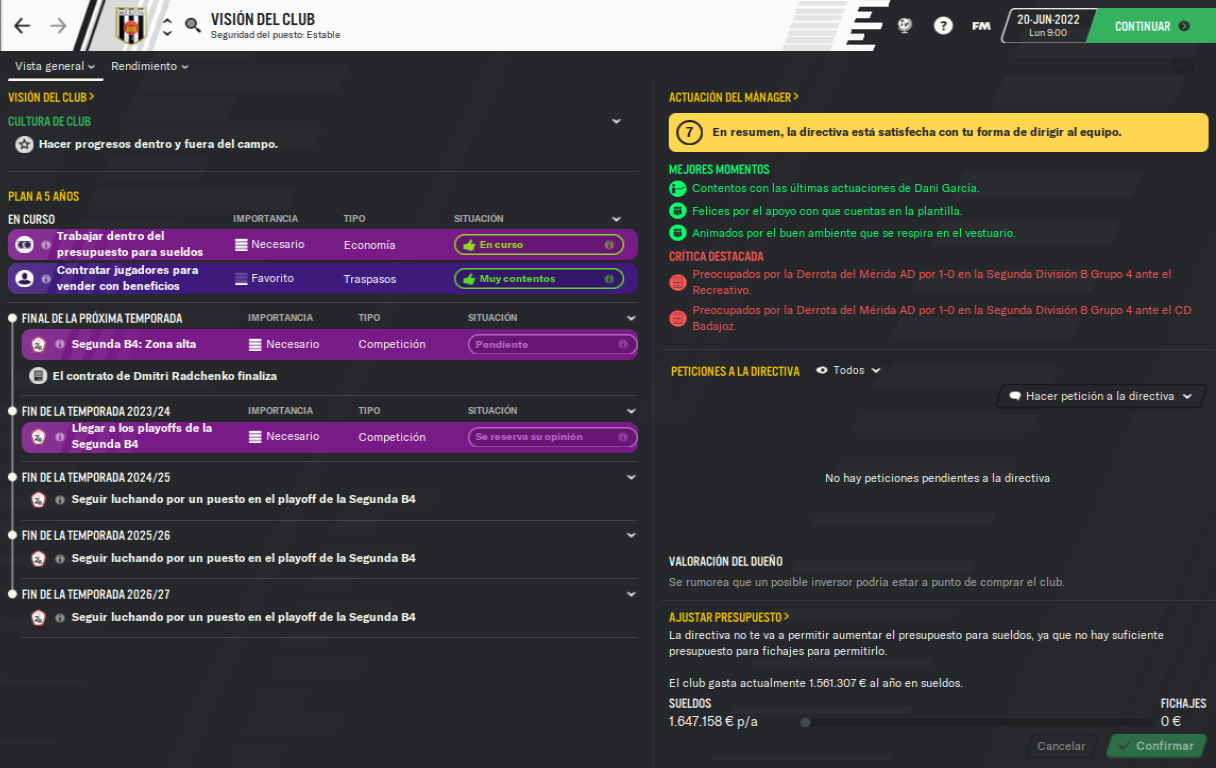 VISIÓN DEL CLUB
Seguridad del puesto: Estable
FM
20-JUN-2022
Lun 9:00
CONTINUAR
Vista general
Rendimiento
VISIÓN DEL CLUB
CULTURA DE CLUB
Hacer progresos dentro y fuera del campo.
PLAN A 5 AÑOS
EN CURSO IMPORTANCIA TIPO SITUACIÓN
Trabajar dentro del
presupuesto para sueldos
Necesario Economía En curso
Contratar jugadores para
vender con beneficios
Favorito Traspasos Muy contentos
FINAL DE LA PRÓXIMA TEMPORADA IMPORTANCIA TIPO SITUACIÓN
Segunda B4: Zona alta Necesario Competición Pendiente
El contrato de Dmitri Radchenko finaliza
FIN DE LA TEMPORADA 2023/24 IMPORTANCIA TIPO SITUACIÓN
Llegar a los playoffs de la
Segunda B4
Necesario Competición Se reserva su opinión
FIN DE LA TEMPORADA 2024/25
Seguir luchando por un puesto en el playoff de la Segunda B4
FIN DE LA TEMPORADA 2025/26
Seguir luchando por un puesto en el playoff de la Segunda B4
FIN DE LA TEMPORADA 2026/27
Seguir luchando por un puesto en el playoff de la Segunda B4
ACTUACIÓN DEL MÁNAGER
7 En resumen, la directiva está satisfecha con tu forma de dirigir al equipo.
MEJORES MOMENTOS
Contentos con las últimas actuaciones de Dani García.
Felices por el apoyo con que cuentas en la plantilla.
Animados por el buen ambiente que se respira en el vestuario.
CRÍTICA DESTACADA
Preocupados por la Derrota del Mérida AD por 1-0 en la Segunda División B Grupo 4 ante el
Recreativo.
Preocupados por la Derrota del Mérida AD por 1-0 en la Segunda División B Grupo 4 ante el CD
Badajoz.
PETICIONES A LA DIRECTIVA Todos
Hacer petición a la directiva
No hay peticiones pendientes a la directiva
VALORACIÓN DEL DUEÑO
Se rumorea que un posible inversor podría estar a punto de comprar el club.
AJUSTAR PRESUPUESTO
La directiva no te va a permitir aumentar el presupuesto para sueldos, ya que no hay suficiente
presupuesto para fichajes para permitirlo.
El club gasta actualmente 1.561.307 € al año en sueldos.
SUELDOS FICHAJES
1.647.158 € p/a 0 €
Cancelar Confirmar